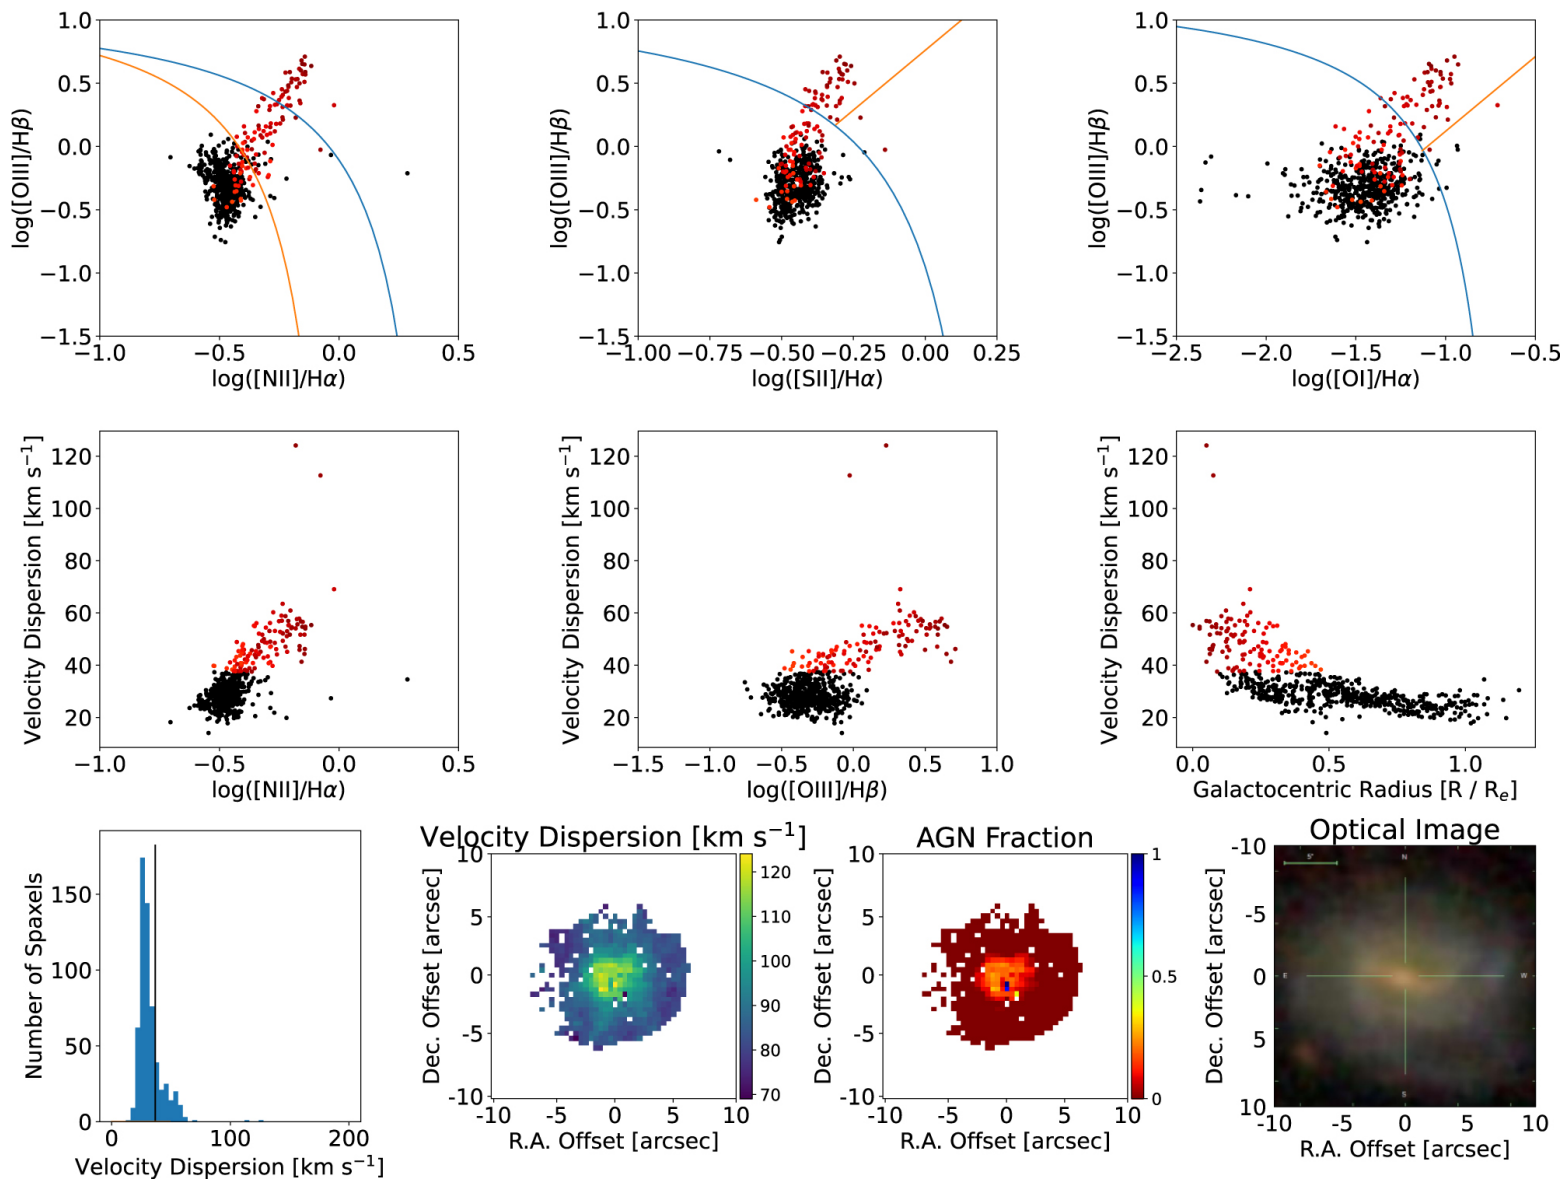 1.0
0.5
0.0
−0.5
−1.0
−1.5
log([OIII]/Hβ)
−1.0 −0.5 0.0 0.5
log([NII]/Hα)
1.0
0.5
0.0
−0.5
−1.0
−1.5
log([OIII]/Hβ)
−1.00 −0.75 −0.50 −0.25 0.00 0.25
log([SII]/Hα)
1.0
0.5
0.0
−0.5
−1.0
−1.5
log([OIII]/Hβ)
−2.5 −2.0 −1.5 −1.0 −0.5
log([OI]/Hα)
120
100
80
60
40
20
Velocity Dispersion [km s⁻¹]
−1.0 −0.5 0.0 0.5
log([NII]/Hα)
120
100
80
60
40
20
Velocity Dispersion [km s⁻¹]
−1.5 −1.0 −0.5 0.0 0.5 1.0
log([OIII]/Hβ)
120
100
80
60
40
20
Velocity Dispersion [km s⁻¹]
0.0 0.5 1.0
Galactocentric Radius [R / Rₑ]
150
100
50
0
Number of Spaxels
0 100 200
Velocity Dispersion [km s⁻¹]
Velocity Dispersion [km s⁻¹]
10
5
0
-5
-10
Dec. Offset [arcsec]
-10 -5 0 5 10
R.A. Offset [arcsec]
120
110
100
90
80
70
AGN Fraction
10
5
0
-5
-10
Dec. Offset [arcsec]
-10 -5 0 5 10
R.A. Offset [arcsec]
1
0.5
0
Optical Image
-10
-5
0
5
10
Dec. Offset [arcsec]
5"
N
E
W
S
-10 -5 0 5 10
R.A. Offset [arcsec]